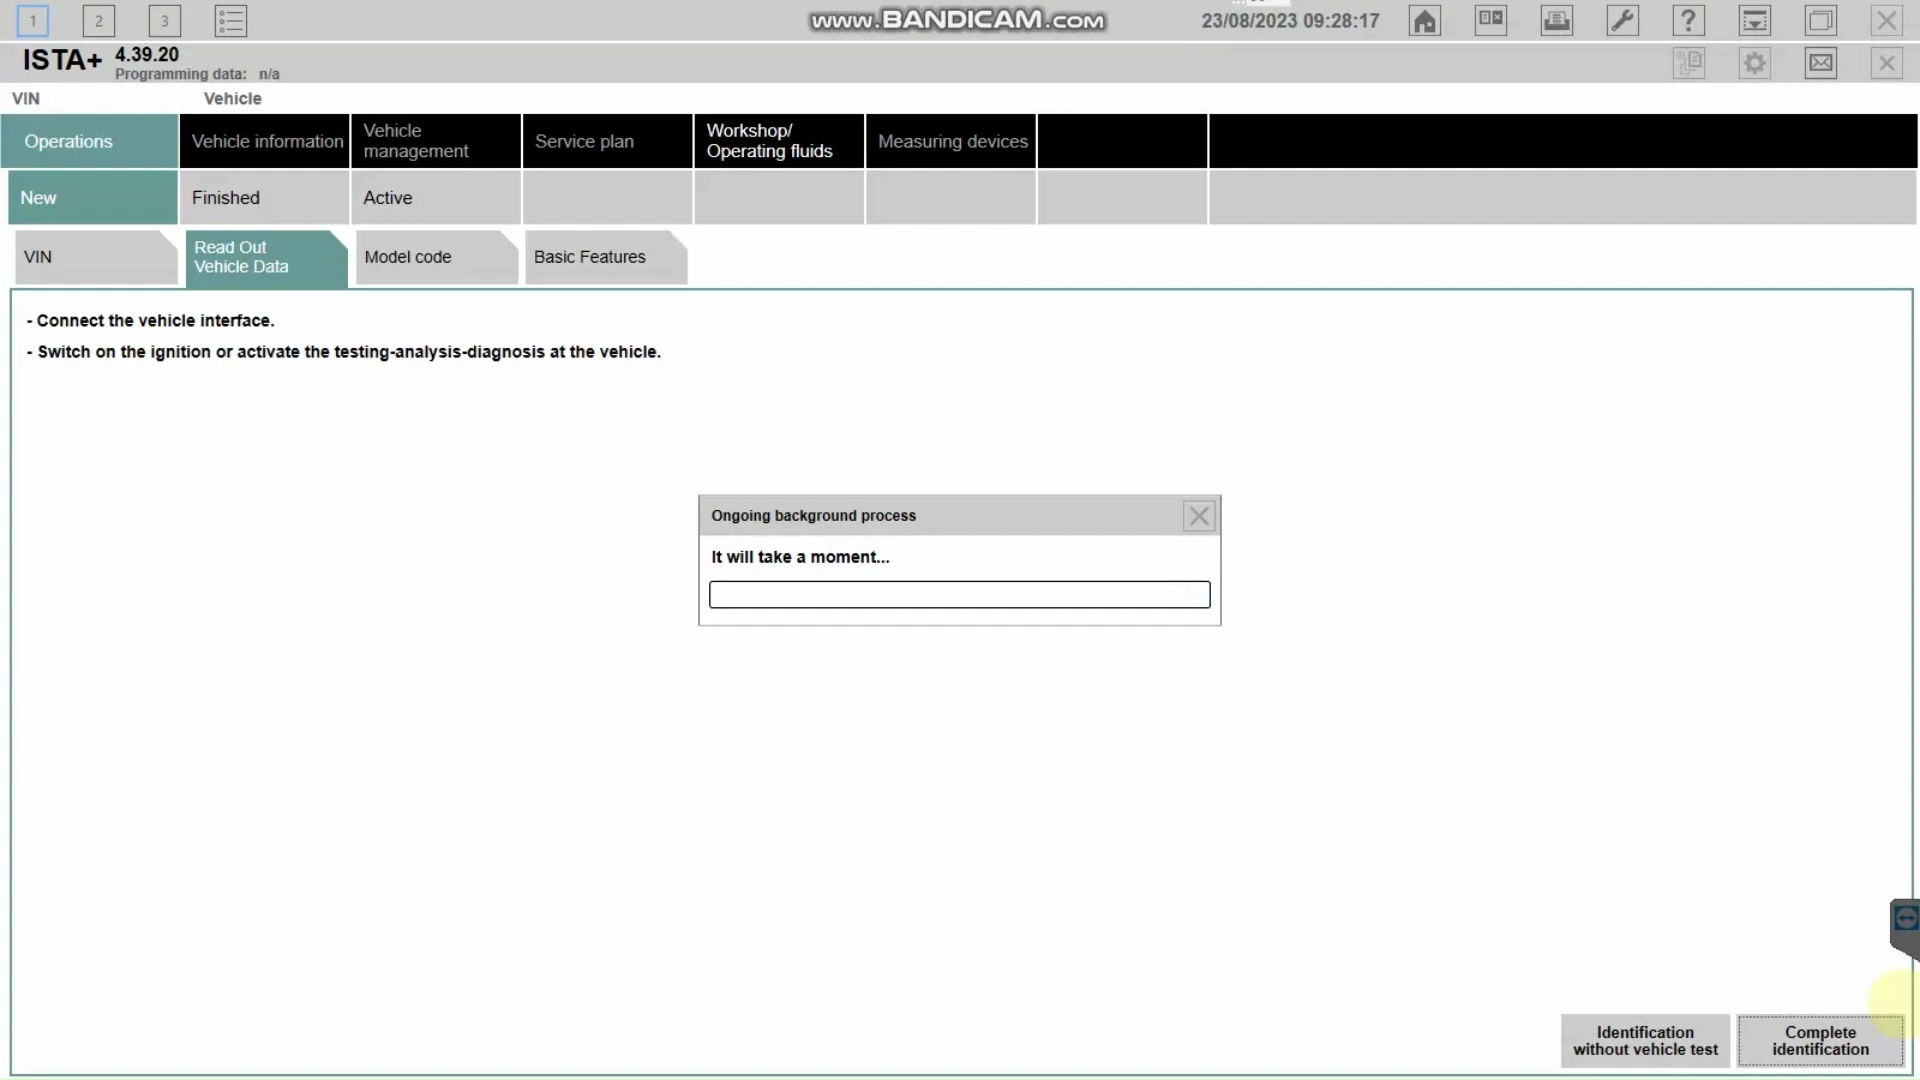 1
2
3
www.BANDICAM.com
23/08/2023 09:28:17
?
ISTA+
4.39.20
Programming data: n/a
VIN
Vehicle
Operations
Vehicle information
Vehicle
management
Service plan
Workshop/
Operating fluids
Measuring devices
New
Finished
Active
VIN
Read Out
Vehicle Data
Model code
Basic Features
- Connect the vehicle interface.
- Switch on the ignition or activate the testing-analysis-diagnosis at the vehicle.
Ongoing background process
It will take a moment...
Identification
without vehicle test
Complete
identification